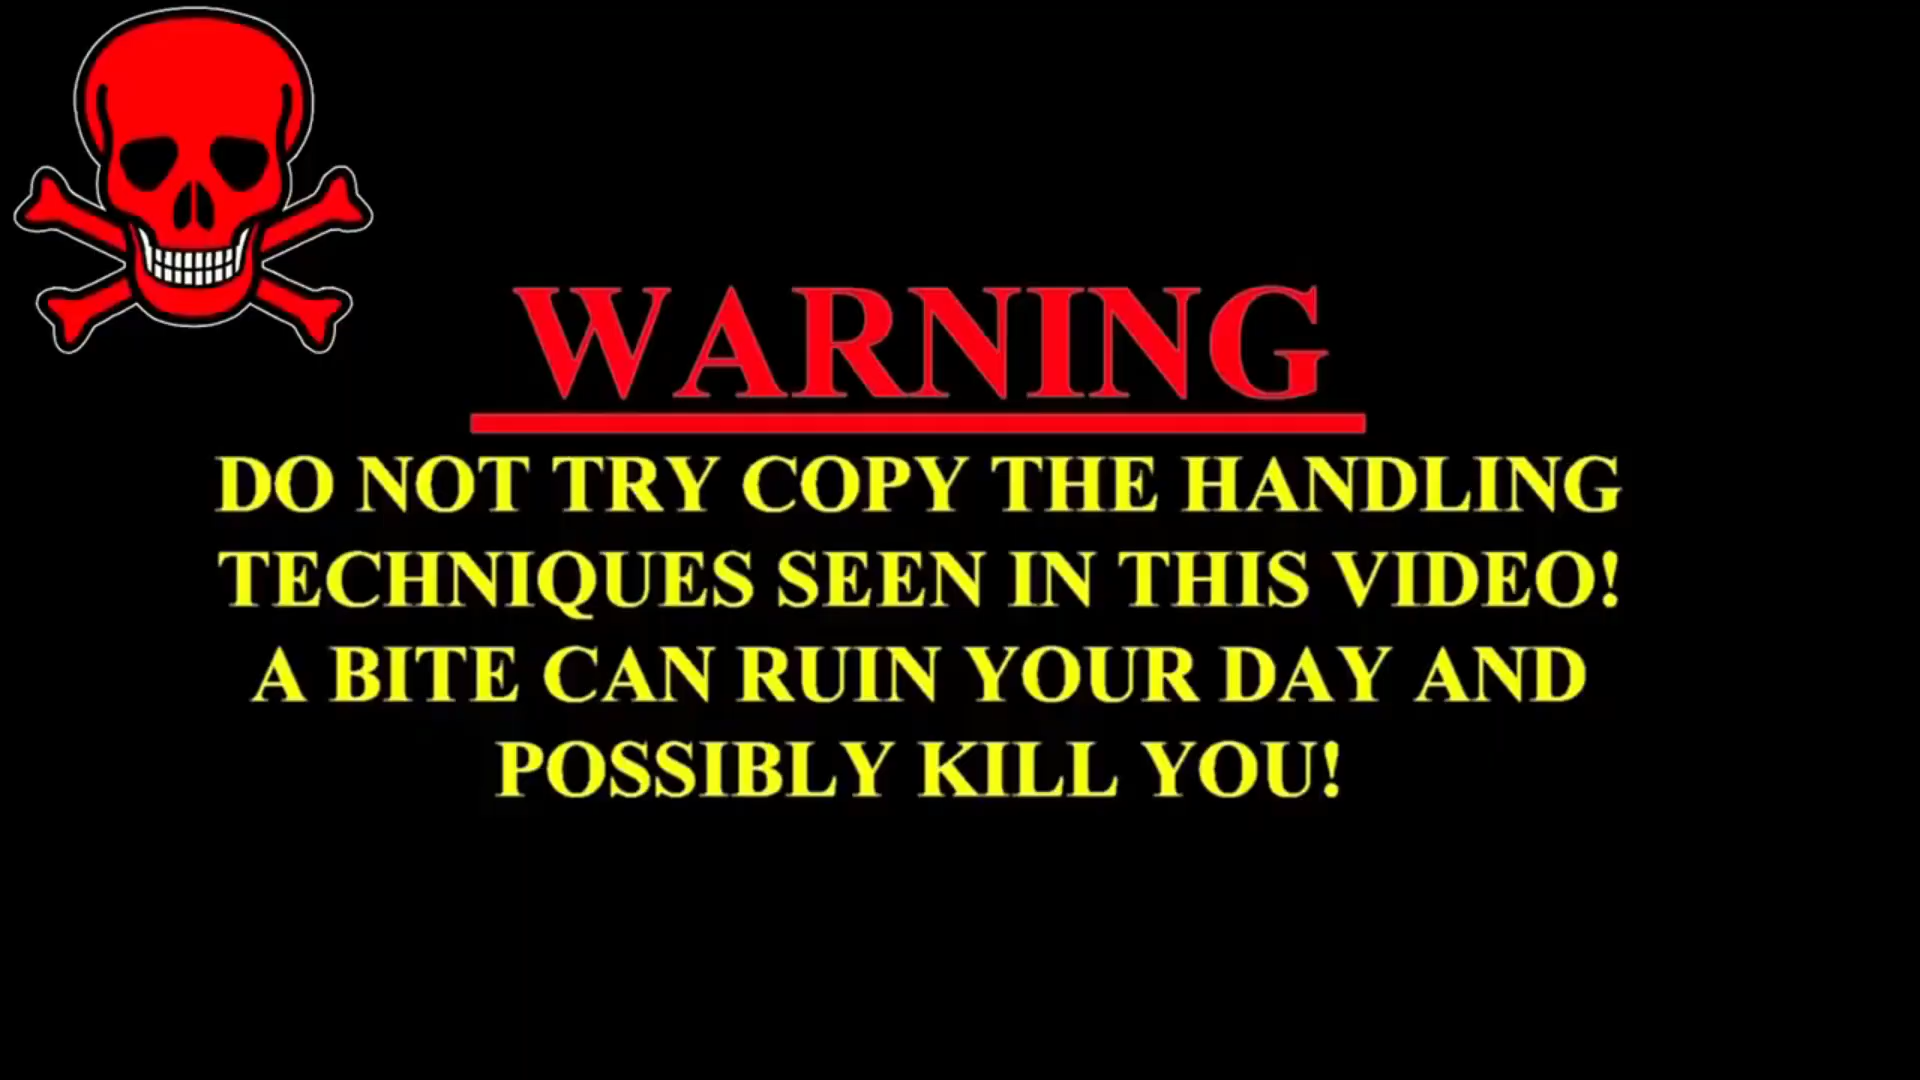 WARNING
DO NOT TRY COPY THE HANDLING
TECHNIQUES SEEN IN THIS VIDEO!
A BITE CAN RUIN YOUR DAY AND
POSSIBLY KILL YOU!